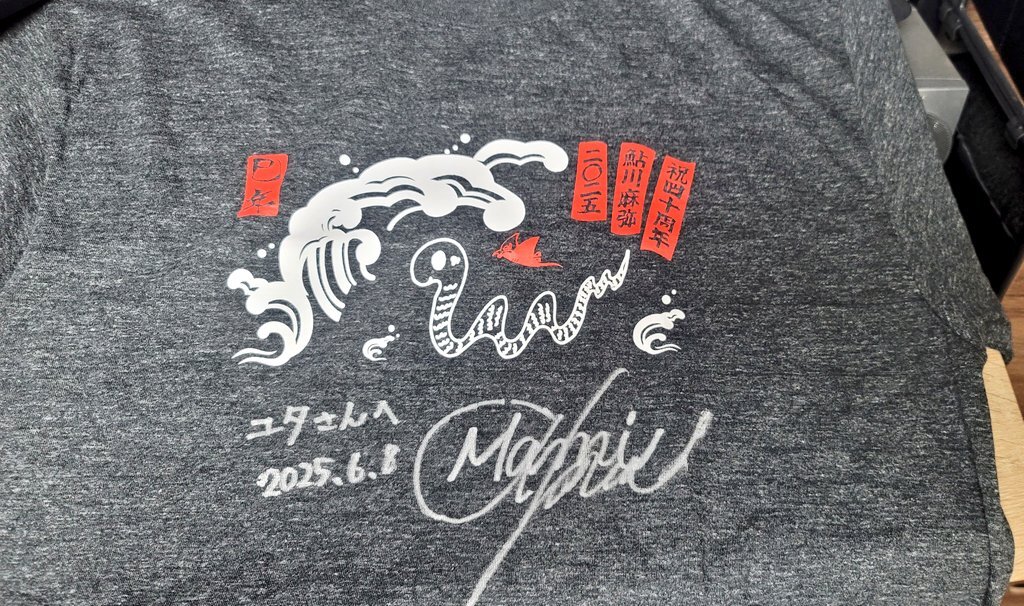 祝四十周年
鮎川麻弥
二〇二五
巳年
ユタさんへ
2025.6.8
Mami